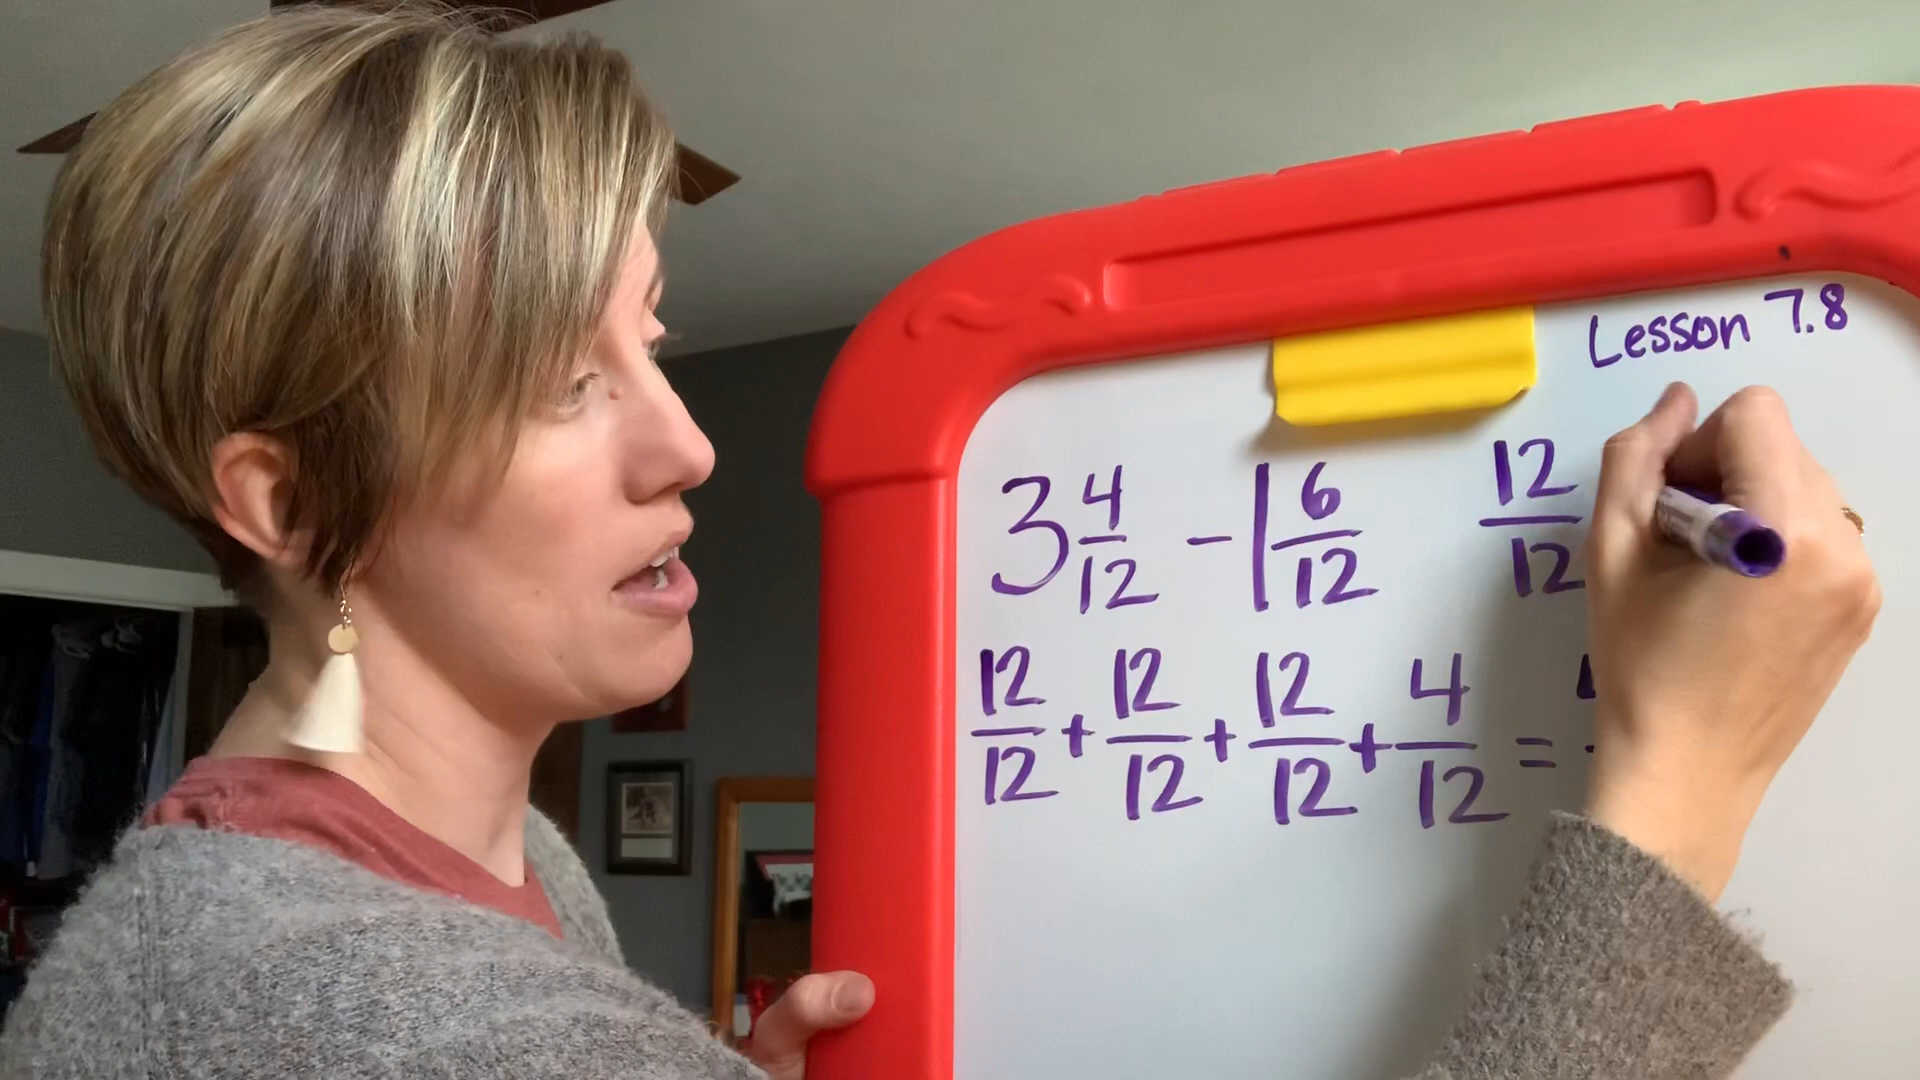 Lesson 7.8
3 4/12 - 1 6/12 12/12
12/12 + 12/12 + 12/12 + 4/12 =